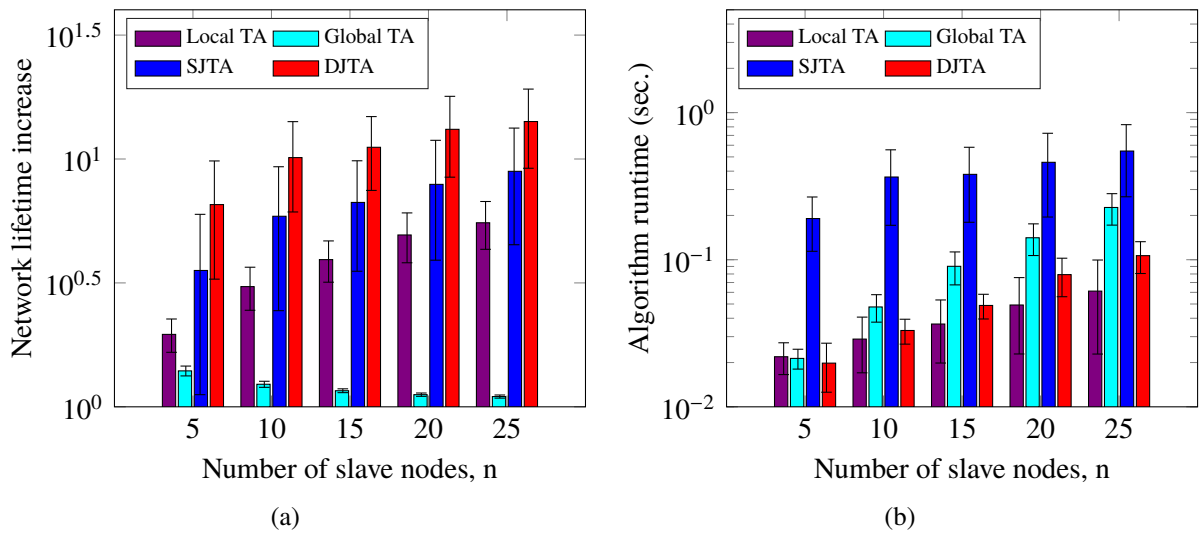 10^1.5
10^1
10^0.5
10^0
Network lifetime increase
Local TA Global TA
SJTA DJTA
5 10 15 20 25
Number of slave nodes, n
(a)
10^0
10^−1
10^−2
Algorithm runtime (sec.)
Local TA Global TA
SJTA DJTA
5 10 15 20 25
Number of slave nodes, n
(b)